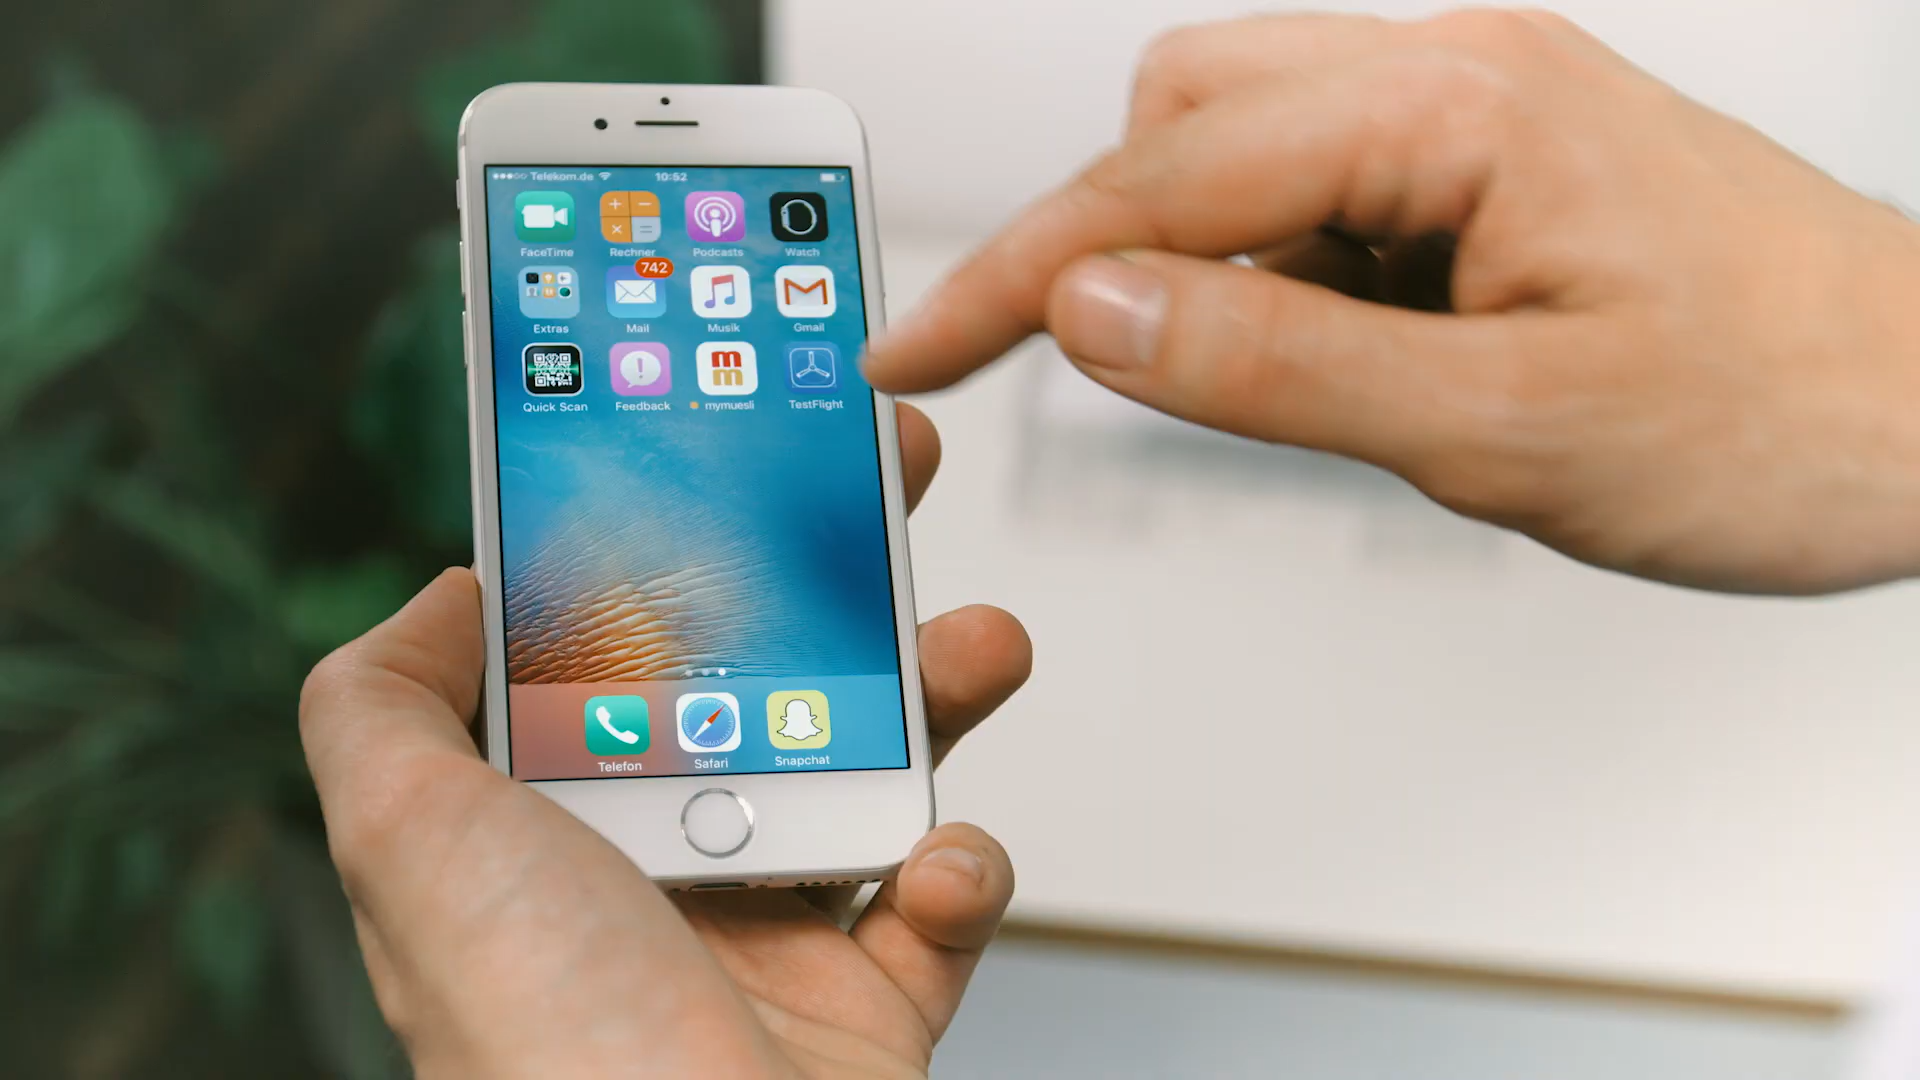 Telekom.de 10:52
FaceTime Rechner Podcasts Watch
742
Extras Mail Musik Gmail
mm
Quick Scan Feedback mymuesli TestFlight
Telefon Safari Snapchat